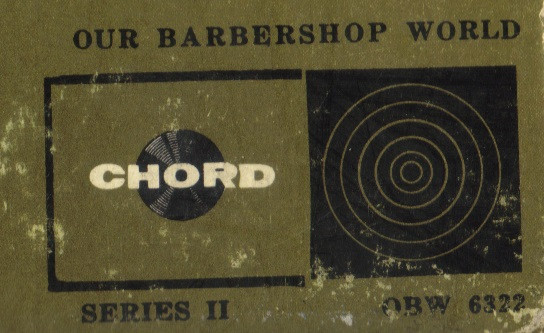 OUR BARBERSHOP WORLD
CHORD
SERIES II
OBW 6322